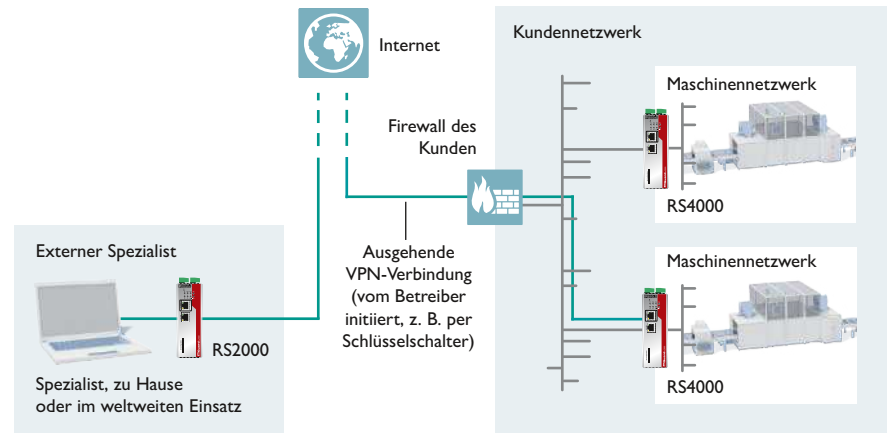 Internet
Kundennetzwerk
Maschinennetzwerk
Firewall des
Kunden
RS4000
Externer Spezialist
Ausgehende
VPN-Verbindung
(vom Betreiber
initiiert, z. B. per
Schlüsselschalter)
Maschinennetzwerk
RS2000
Spezialist, zu Hause
oder im weltweiten Einsatz
RS4000